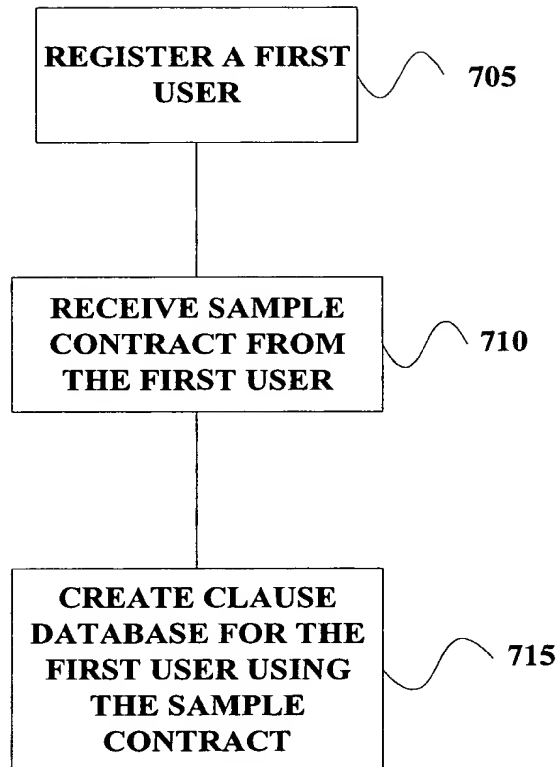 REGISTER A FIRST
USER
705
RECEIVE SAMPLE
CONTRACT FROM
THE FIRST USER
710
CREATE CLAUSE
DATABASE FOR THE
FIRST USER USING
THE SAMPLE
CONTRACT
715